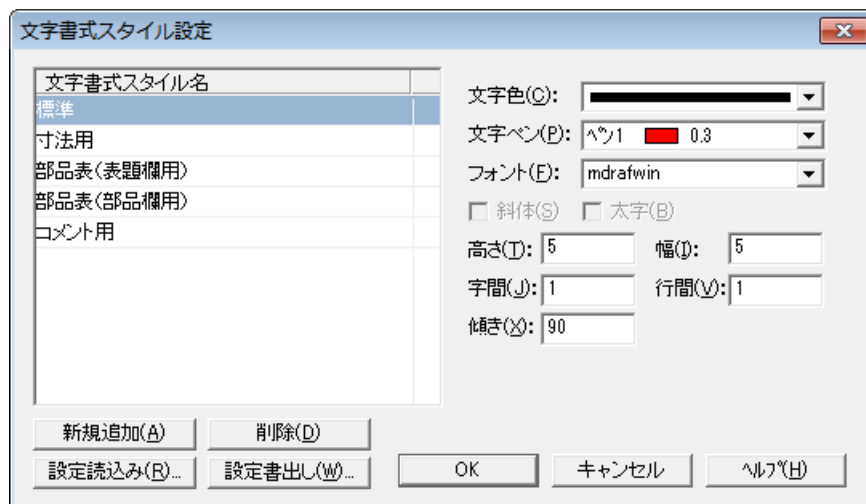 文字書式スタイル設定
文字書式スタイル名
標準
寸法用
部品表(表題欄用)
部品表(部品欄用)
コメント用
文字色(C):
文字ペン(P): ﾍﾟﾝ1 0.3
フォント(F): mdrafwin
斜体(S) 太字(B)
高さ(T): 5 幅(I): 5
字間(J): 1 行間(V): 1
傾き(X): 90
新規追加(A) 削除(D)
設定読込み(R)... 設定書出し(W)... OK キャンセル ﾍﾙﾌﾟ(H)